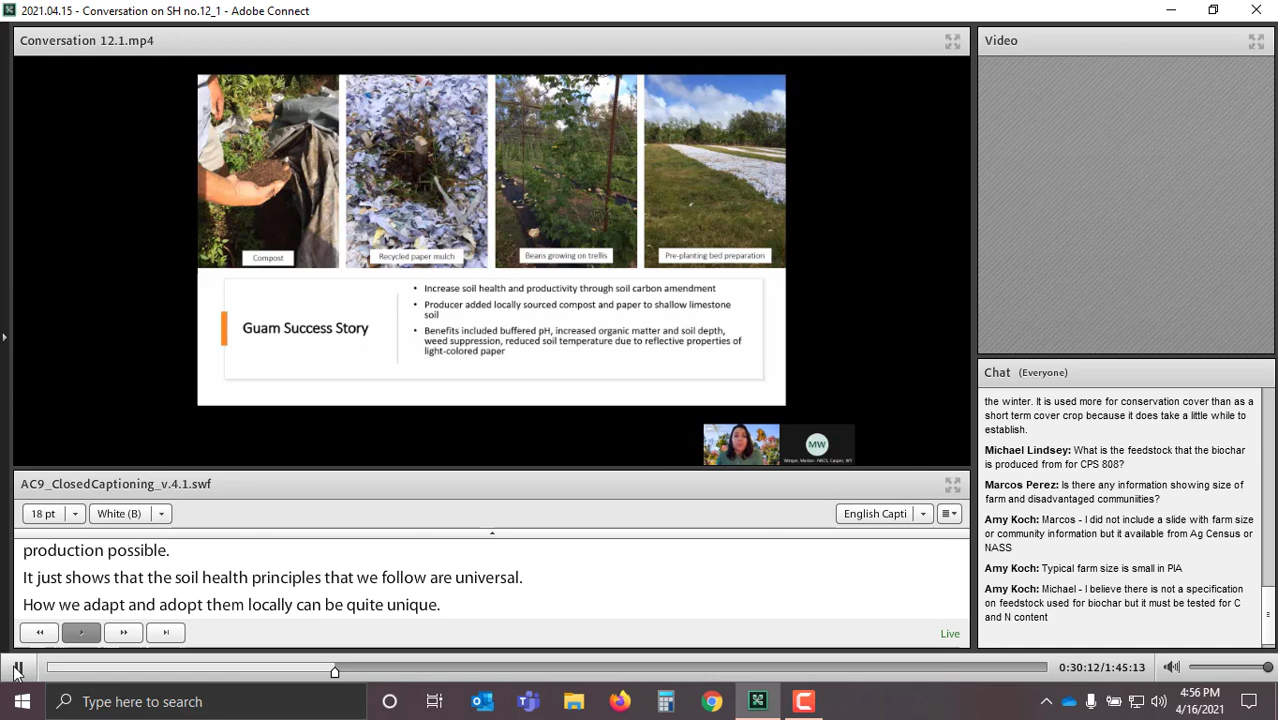 2021.04.15 - Conversation on SH no.12_1 - Adobe Connect
Conversation 12.1.mp4
Compost
Recycled paper mulch
Beans growing on trellis
Pre-planting bed preparation
Guam Success Story
• Increase soil health and productivity through soil carbon amendment
• Producer added locally sourced compost and paper to shallow limestone
soil
• Benefits included buffered pH, increased organic matter and soil depth,
weed suppression, reduced soil temperature due to reflective properties of
light-colored paper
MW
AC9_ClosedCaptioning_v.4.1.swf
18 pt
White (B)
English Capti
production possible.
It just shows that the soil health principles that we follow are universal.
How we adapt and adopt them locally can be quite unique.
Live
Video
Chat (Everyone)
the winter. It is used more for conservation cover than as a
short term cover crop because it does take a little while to
establish.
Michael Lindsey: What is the feedstock that the biochar
is produced from for CPS 808?
Marcos Perez: Is there any information showing size of
farm and disadvantaged communiities?
Amy Koch: Marcos - I did not include a slide with farm size
or community information but it available from Ag Census or
NASS
Amy Koch: Typical farm size is small in PIA
Amy Koch: Michael - I believe there is not a specification
on feedstock used for biochar but it must be tested for C
and N content
0:30:12/1:45:13
Type here to search
4:56 PM
4/16/2021